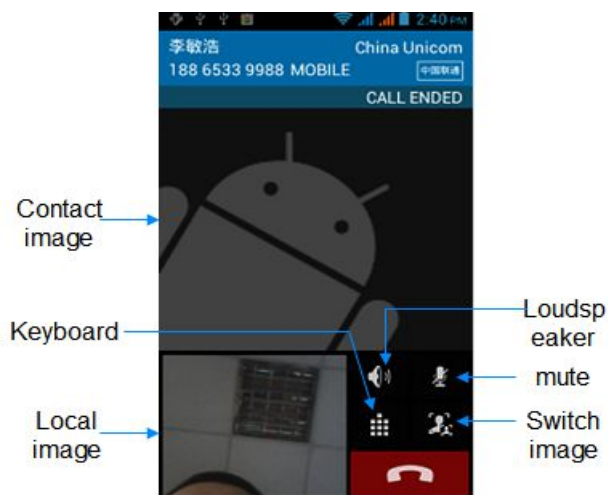 2:40 PM
李敏浩
China Unicom
188 6533 9988 MOBILE
中国联通
CALL ENDED
Contact
image
Loudsp
eaker
Keyboard
mute
Local
image
Switch
image